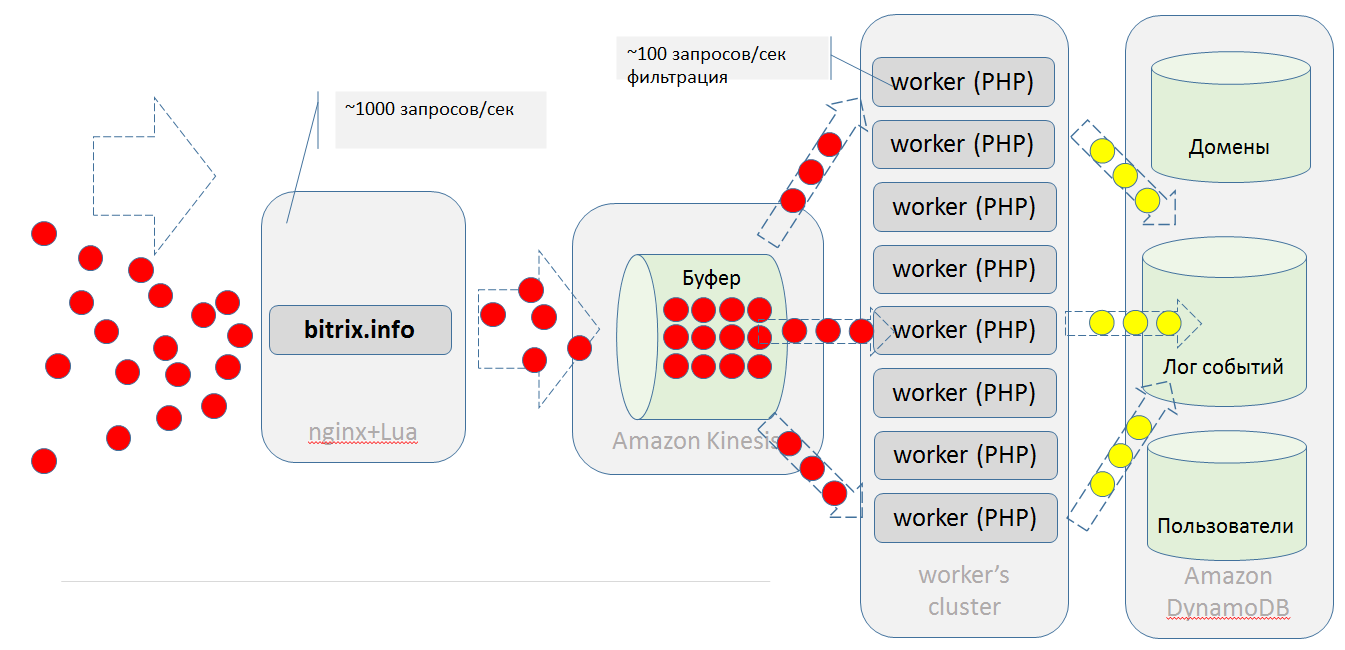 ~1000 запросов/сек
bitrix.info
nginx+Lua
Буфер
Amazon Kinesis
~100 запросов/сек
фильтрация
worker (PHP)
worker (PHP)
worker (PHP)
worker (PHP)
worker (PHP)
worker (PHP)
worker (PHP)
worker (PHP)
worker’s
cluster
Домены
Лог событий
Пользователи
Amazon
DynamoDB